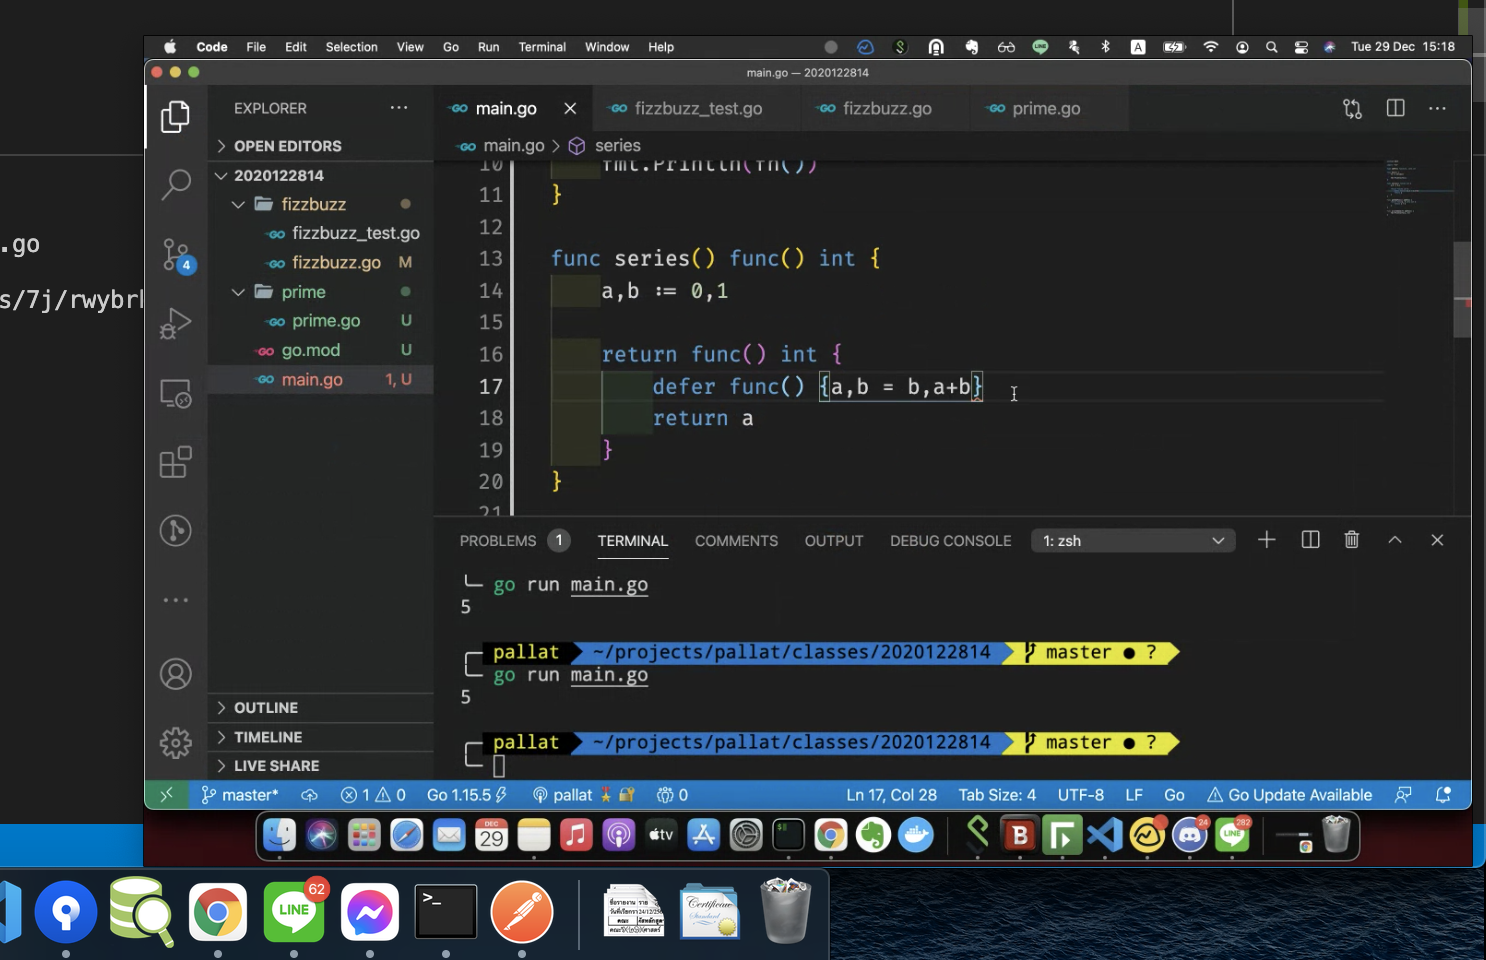 Code File Edit Selection View Go Run Terminal Window Help A Tue 29 Dec 15:18
main.go — 2020122814
EXPLORER ···
main.go fizzbuzz_test.go fizzbuzz.go prime.go
OPEN EDITORS
main.go > series
2020122814
fizzbuzz
fizzbuzz_test.go
fizzbuzz.go M
prime
prime.go U
go.mod U
main.go 1, U
4
.go
s/7j/rwybr
10 fmt.Println(fn())
11 }
12
13 func series() func() int {
14 a,b := 0,1
15
16 return func() int {
17 defer func() {a,b = b,a+b}
18 return a
19 }
20 }
21
PROBLEMS 1 TERMINAL COMMENTS OUTPUT DEBUG CONSOLE 1: zsh
go run main.go
5
pallat ~/projects/pallat/classes/2020122814 master ● ?
go run main.go
5
pallat ~/projects/pallat/classes/2020122814 master ● ?
OUTLINE
TIMELINE
LIVE SHARE
master* 1 0 Go 1.15.5 pallat 0 Ln 17, Col 28 Tab Size: 4 UTF-8 LF Go Go Update Available
DEC
29
tv
B
24
LINE
282
LINE
62
>_
Certificate
Standard